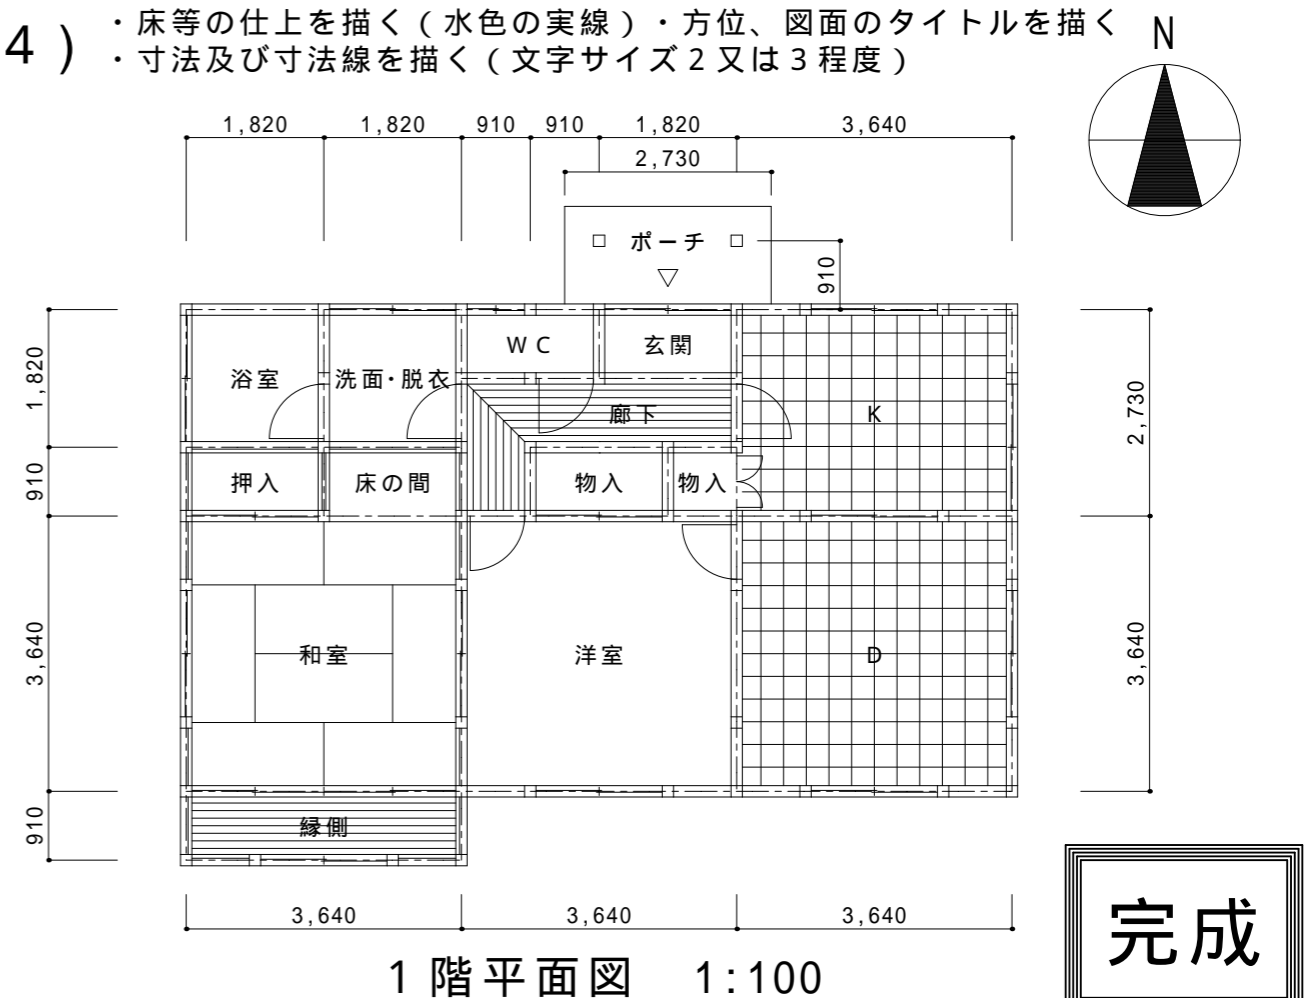 4）
・床等の仕上を描く（水色の実線）・方位、図面のタイトルを描く
・寸法及び寸法線を描く（文字サイズ２又は３程度）
N
1,820 1,820 910 910 1,820 3,640
2,730
ポーチ
910
1,820
910
3,640
910
浴室
洗面・脱衣
ＷＣ
玄関
廊下
K
押入
床の間
物入
物入
和室
洋室
D
縁側
2,730
3,640
3,640 3,640 3,640
1階平面図 1:100
完成